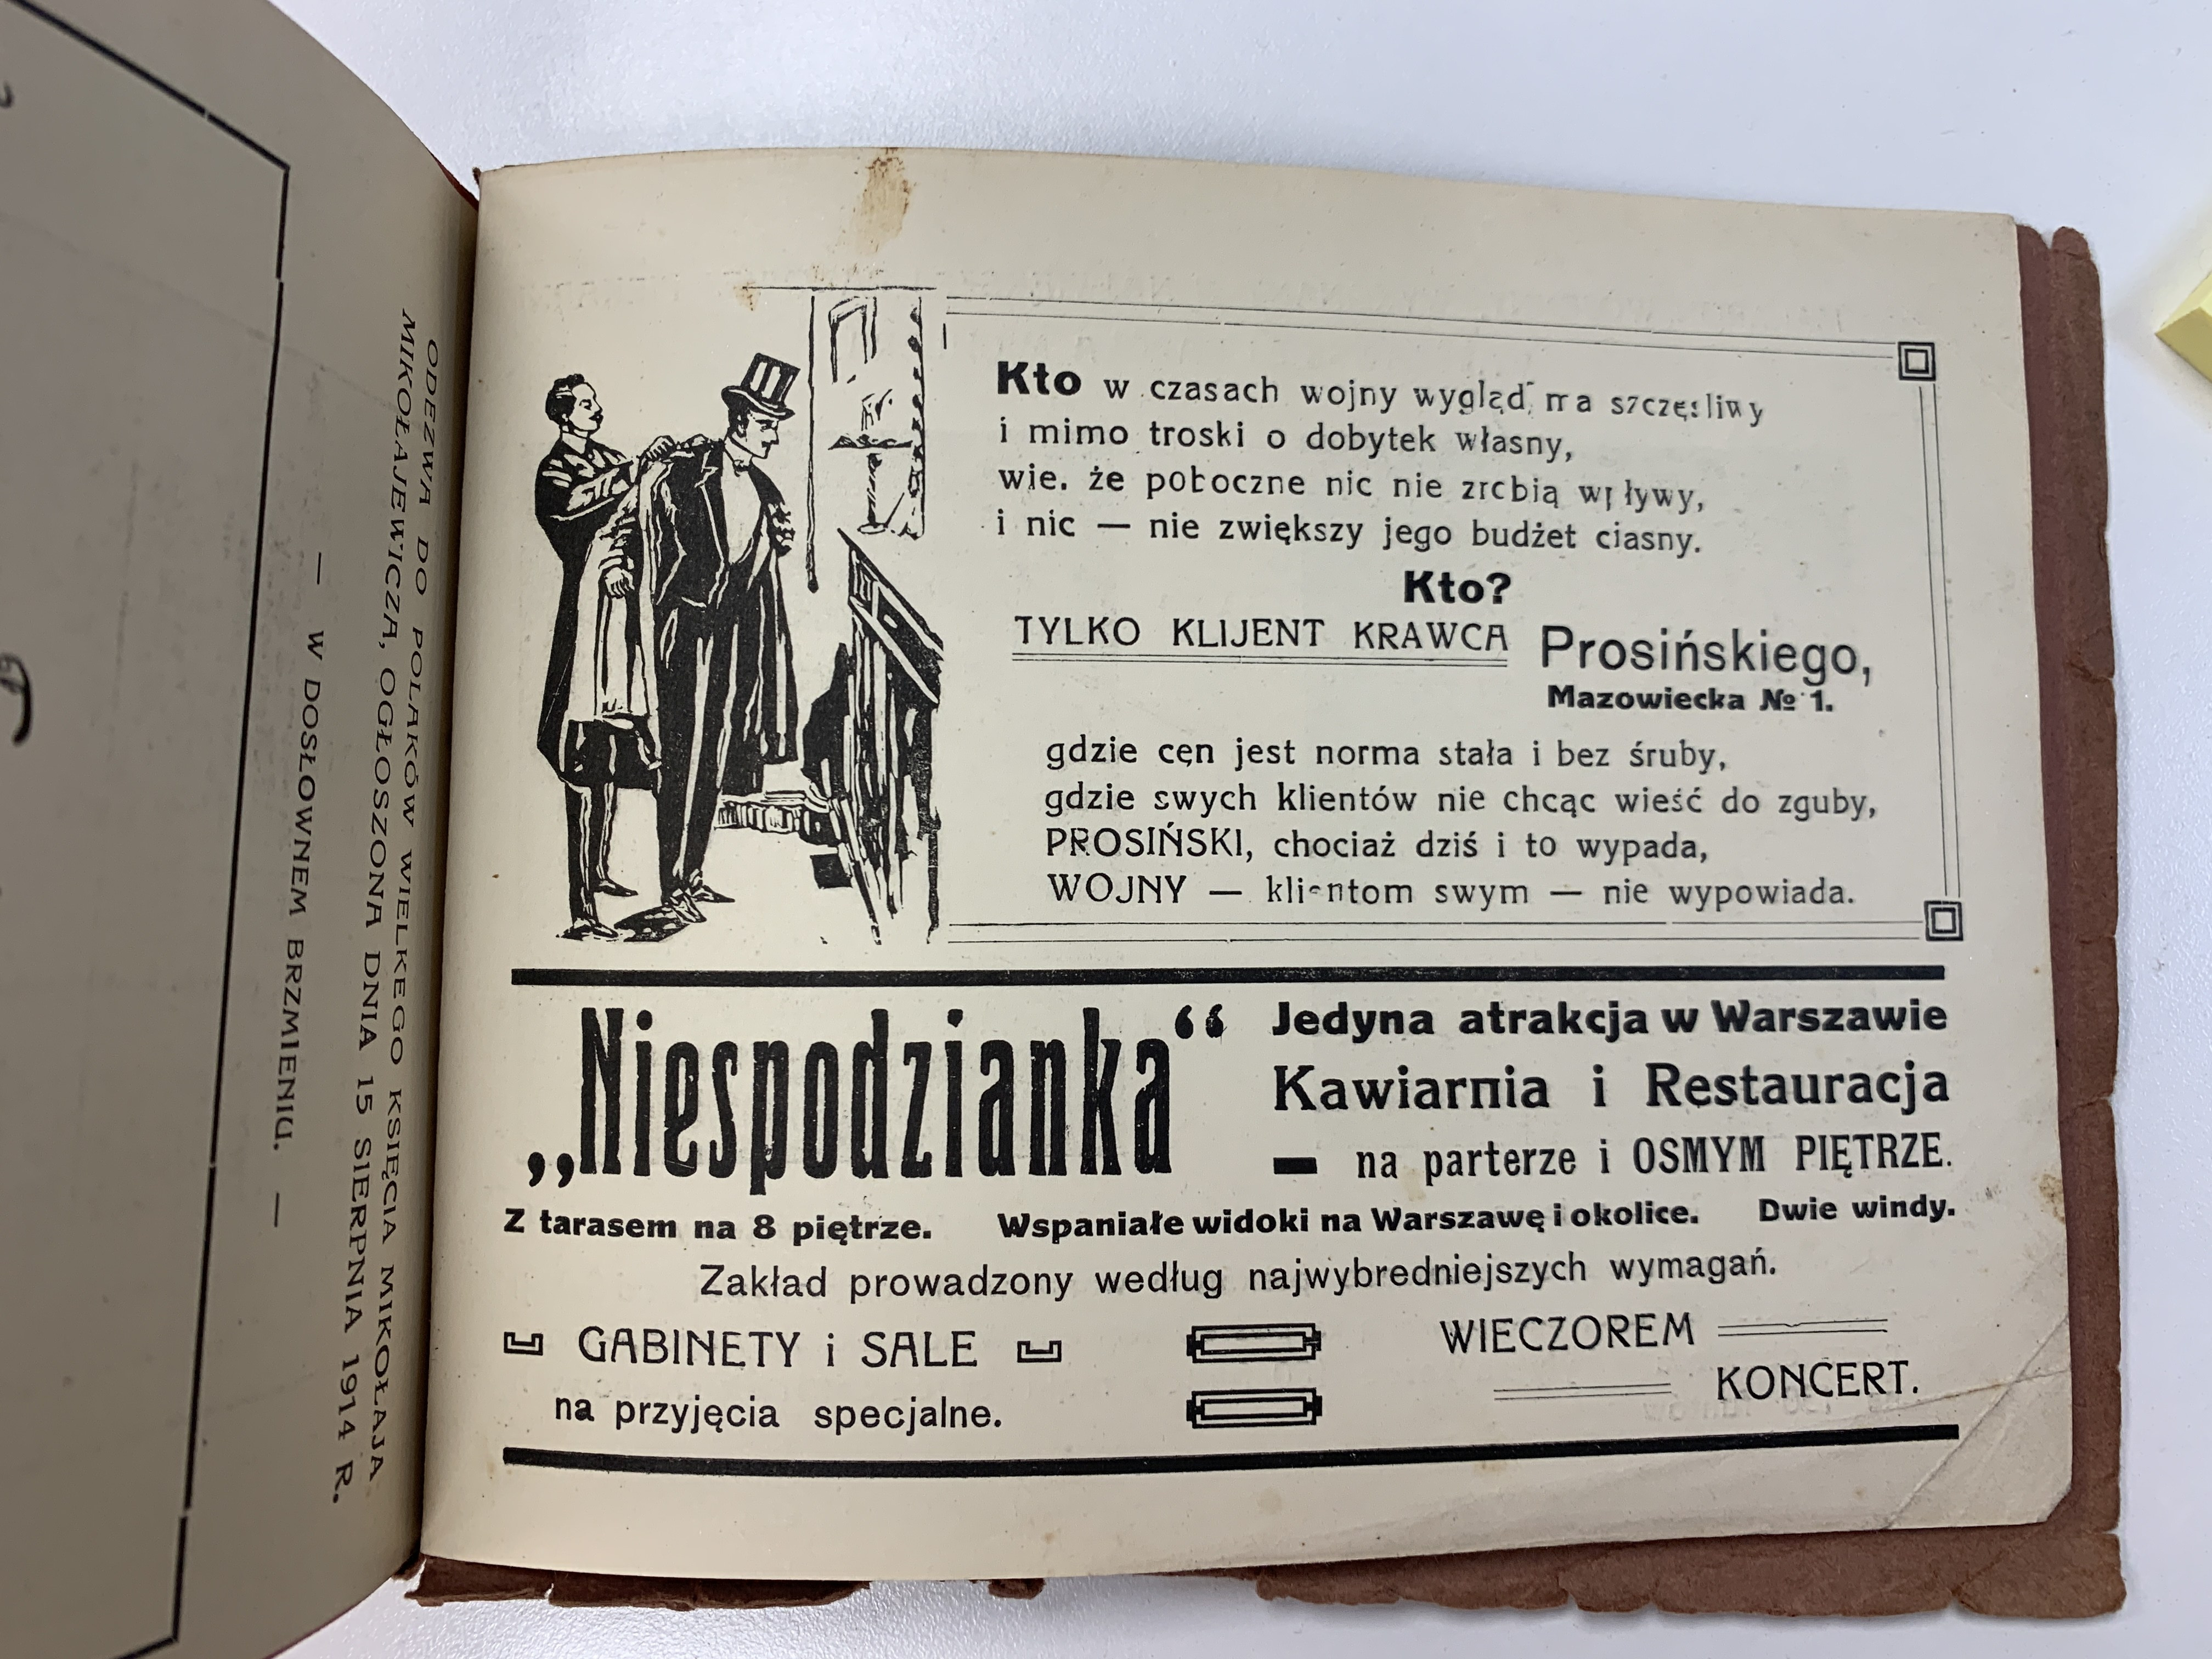 ODEZWA DO POLAKÓW WIELKEGO KSIĘCIA MIKOŁAJA
MIKOŁAJEWICZA, OGŁOSZONA DNIA 15 SIERPNIA 1914 R.
— W DOSŁOWNEM BRZMIENIU. —
Kto w czasach wojny wygląd ma szczęśliwy
i mimo troski o dobytek własny,
wie. że poboczne nic nie zrobią wpływy,
i nic — nie zwiększy jego budżet ciasny.
Kto?
TYLKO KLIJENT KRAWCA Prosińskiego,
Mazowiecka № 1.
gdzie cen jest norma stała i bez śruby,
gdzie swych klientów nie chcąc wieść do zguby,
PROSIŃSKI, chociaż dziś i to wypada,
WOJNY — klientom swym — nie wypowiada.
„Niespodzianka“
Jedyna atrakcja w Warszawie
Kawiarnia i Restauracja
— na parterze i OSMYM PIĘTRZE.
Z tarasem na 8 piętrze. Wspaniałe widoki na Warszawę i okolice. Dwie windy.
Zakład prowadzony według najwybredniejszych wymagań.
GABINETY i SALE
na przyjęcia specjalne.
WIECZOREM
KONCERT.